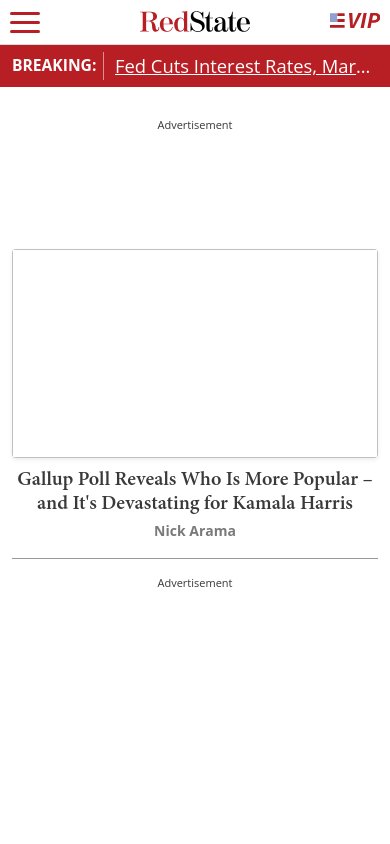 RedState
VIP
BREAKING:
Fed Cuts Interest Rates, Mar...
Advertisement
Gallup Poll Reveals Who Is More Popular –
and It's Devastating for Kamala Harris
Nick Arama
Advertisement